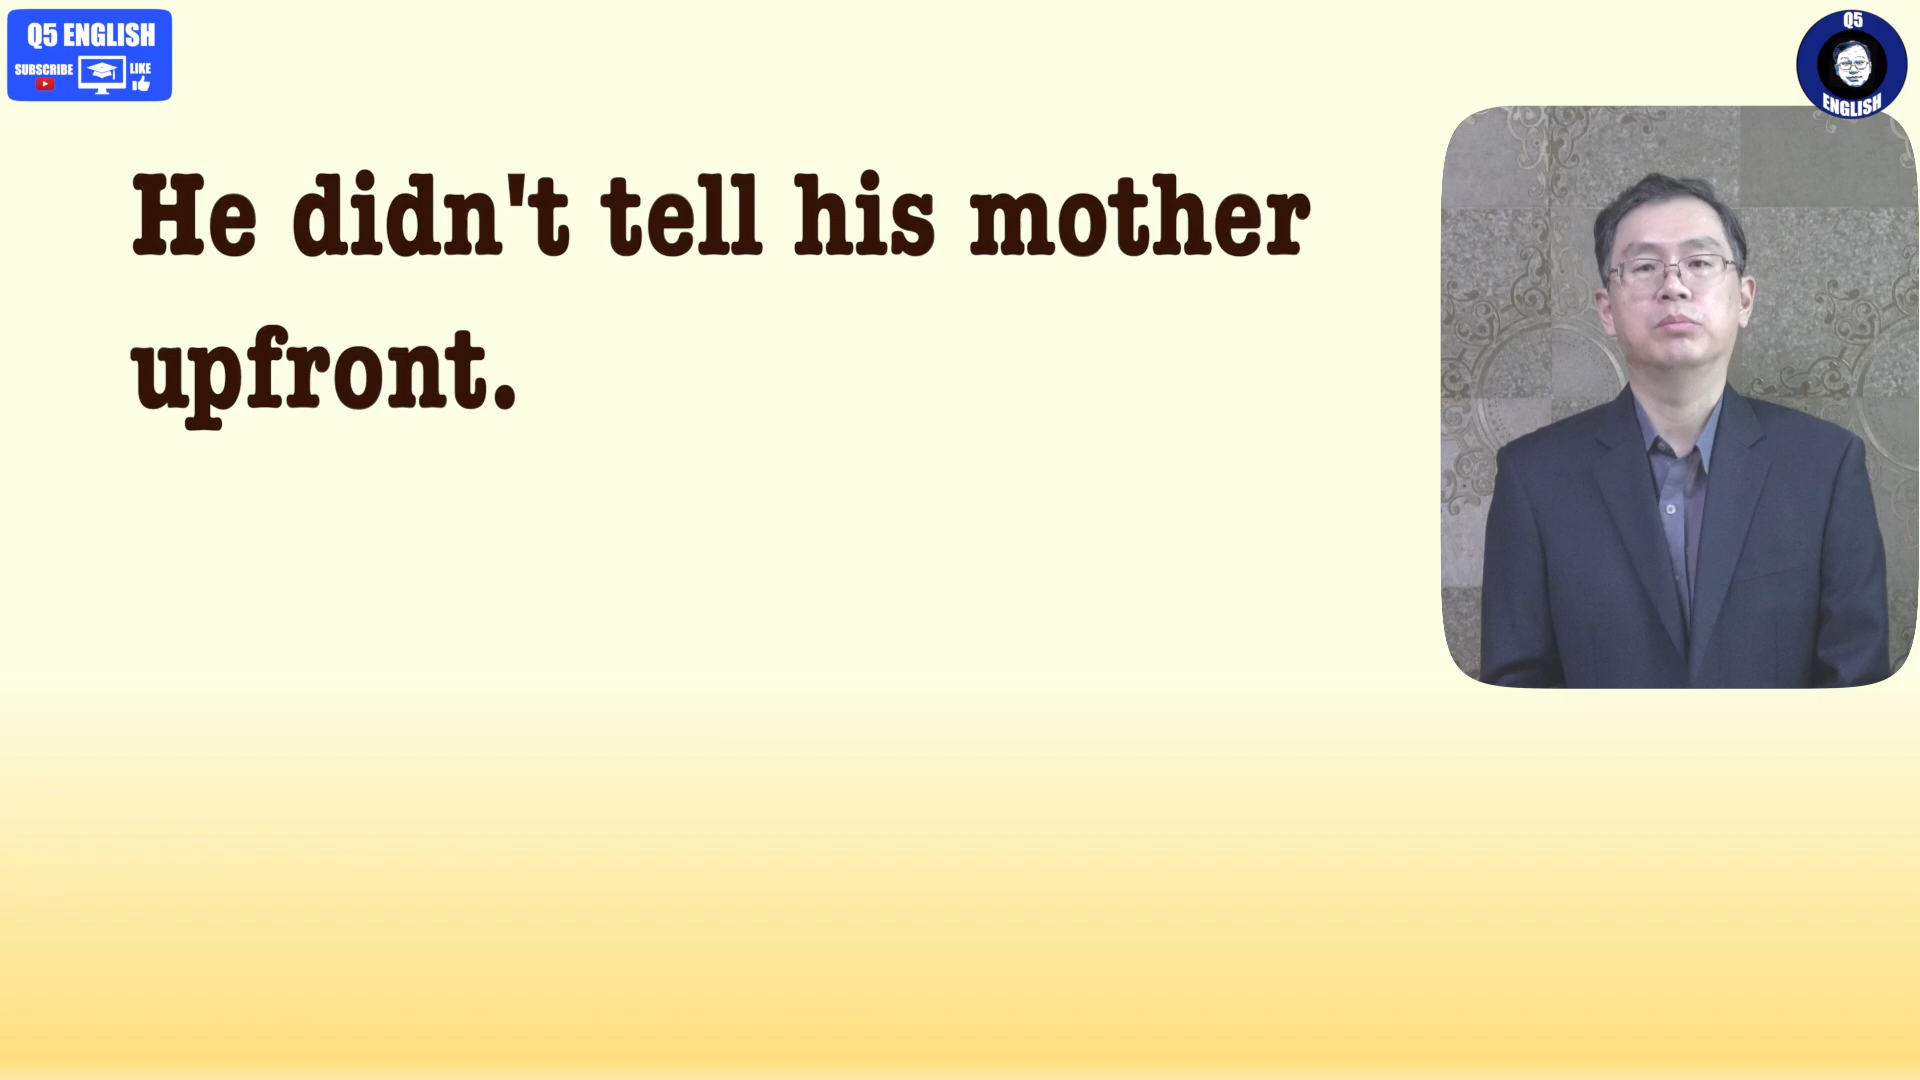 Q5 ENGLISH
SUBSCRIBE
LIKE
Q5
ENGLISH
He didn't tell his mother
upfront.